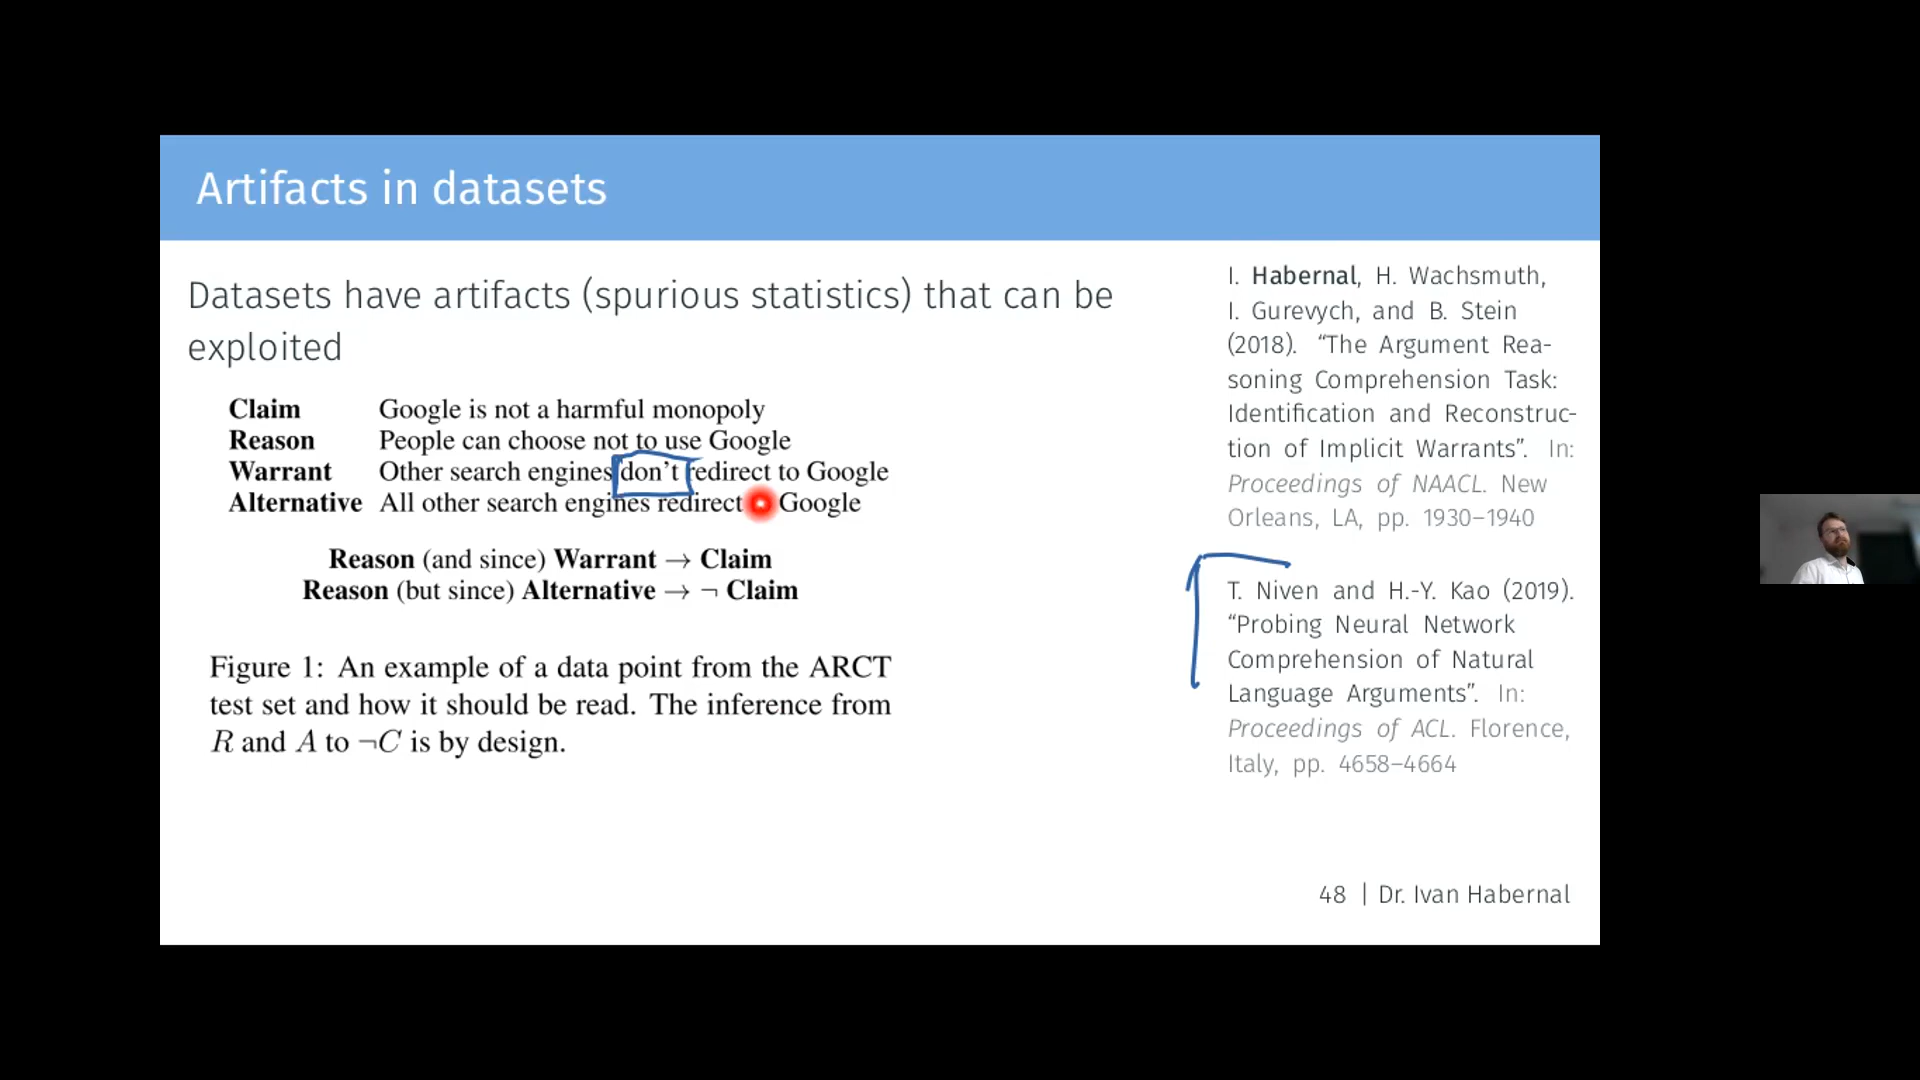 Artifacts in datasets
Datasets have artifacts (spurious statistics) that can be
exploited
Claim Google is not a harmful monopoly
Reason People can choose not to use Google
Warrant Other search engines don’t redirect to Google
Alternative All other search engines redirect Google
Reason (and since) Warrant → Claim
Reason (but since) Alternative → ¬ Claim
Figure 1: An example of a data point from the ARCT
test set and how it should be read. The inference from
R and A to ¬C is by design.
I. Habernal, H. Wachsmuth,
I. Gurevych, and B. Stein
(2018). “The Argument Rea-
soning Comprehension Task:
Identification and Reconstruc-
tion of Implicit Warrants”. In:
Proceedings of NAACL. New
Orleans, LA, pp. 1930–1940
T. Niven and H.-Y. Kao (2019).
“Probing Neural Network
Comprehension of Natural
Language Arguments”. In:
Proceedings of ACL. Florence,
Italy, pp. 4658–4664
48 | Dr. Ivan Habernal